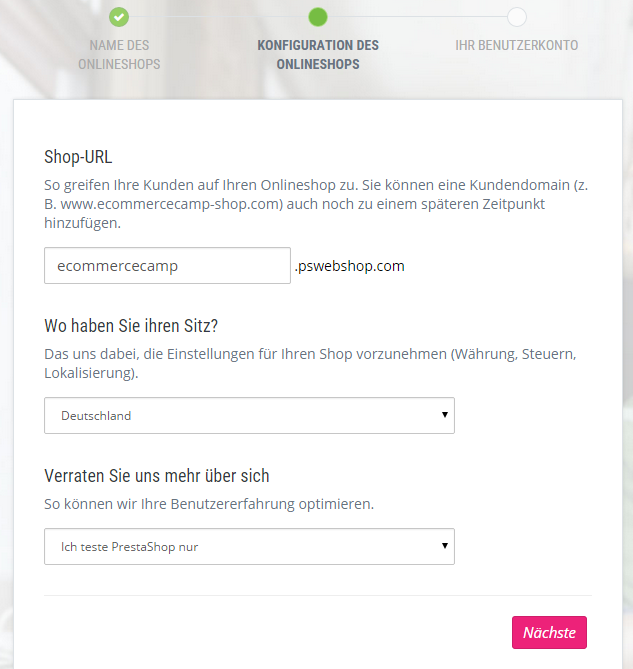 NAME DES
ONLINESHOPS
KONFIGURATION DES
ONLINESHOPS
IHR BENUTZERKONTO
Shop-URL
So greifen Ihre Kunden auf Ihren Onlineshop zu. Sie können eine Kundendomain (z.
B. www.ecommercecamp-shop.com) auch noch zu einem späteren Zeitpunkt
hinzufügen.
ecommercecamp .pswebshop.com
Wo haben Sie ihren Sitz?
Das uns dabei, die Einstellungen für Ihren Shop vorzunehmen (Währung, Steuern,
Lokalisierung).
Deutschland
Verraten Sie uns mehr über sich
So können wir Ihre Benutzererfahrung optimieren.
Ich teste PrestaShop nur
Nächste